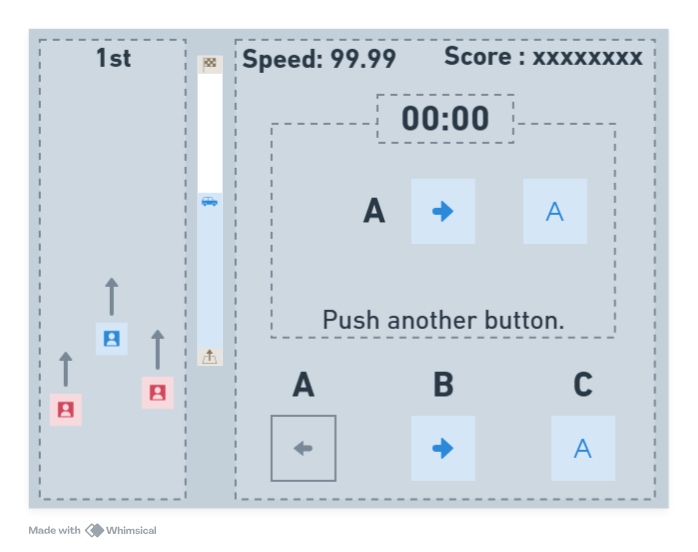 1st
Speed: 99.99
Score : xxxxxxxx
00:00
A
A
Push another button.
A
B
C
A
Made with Whimsical